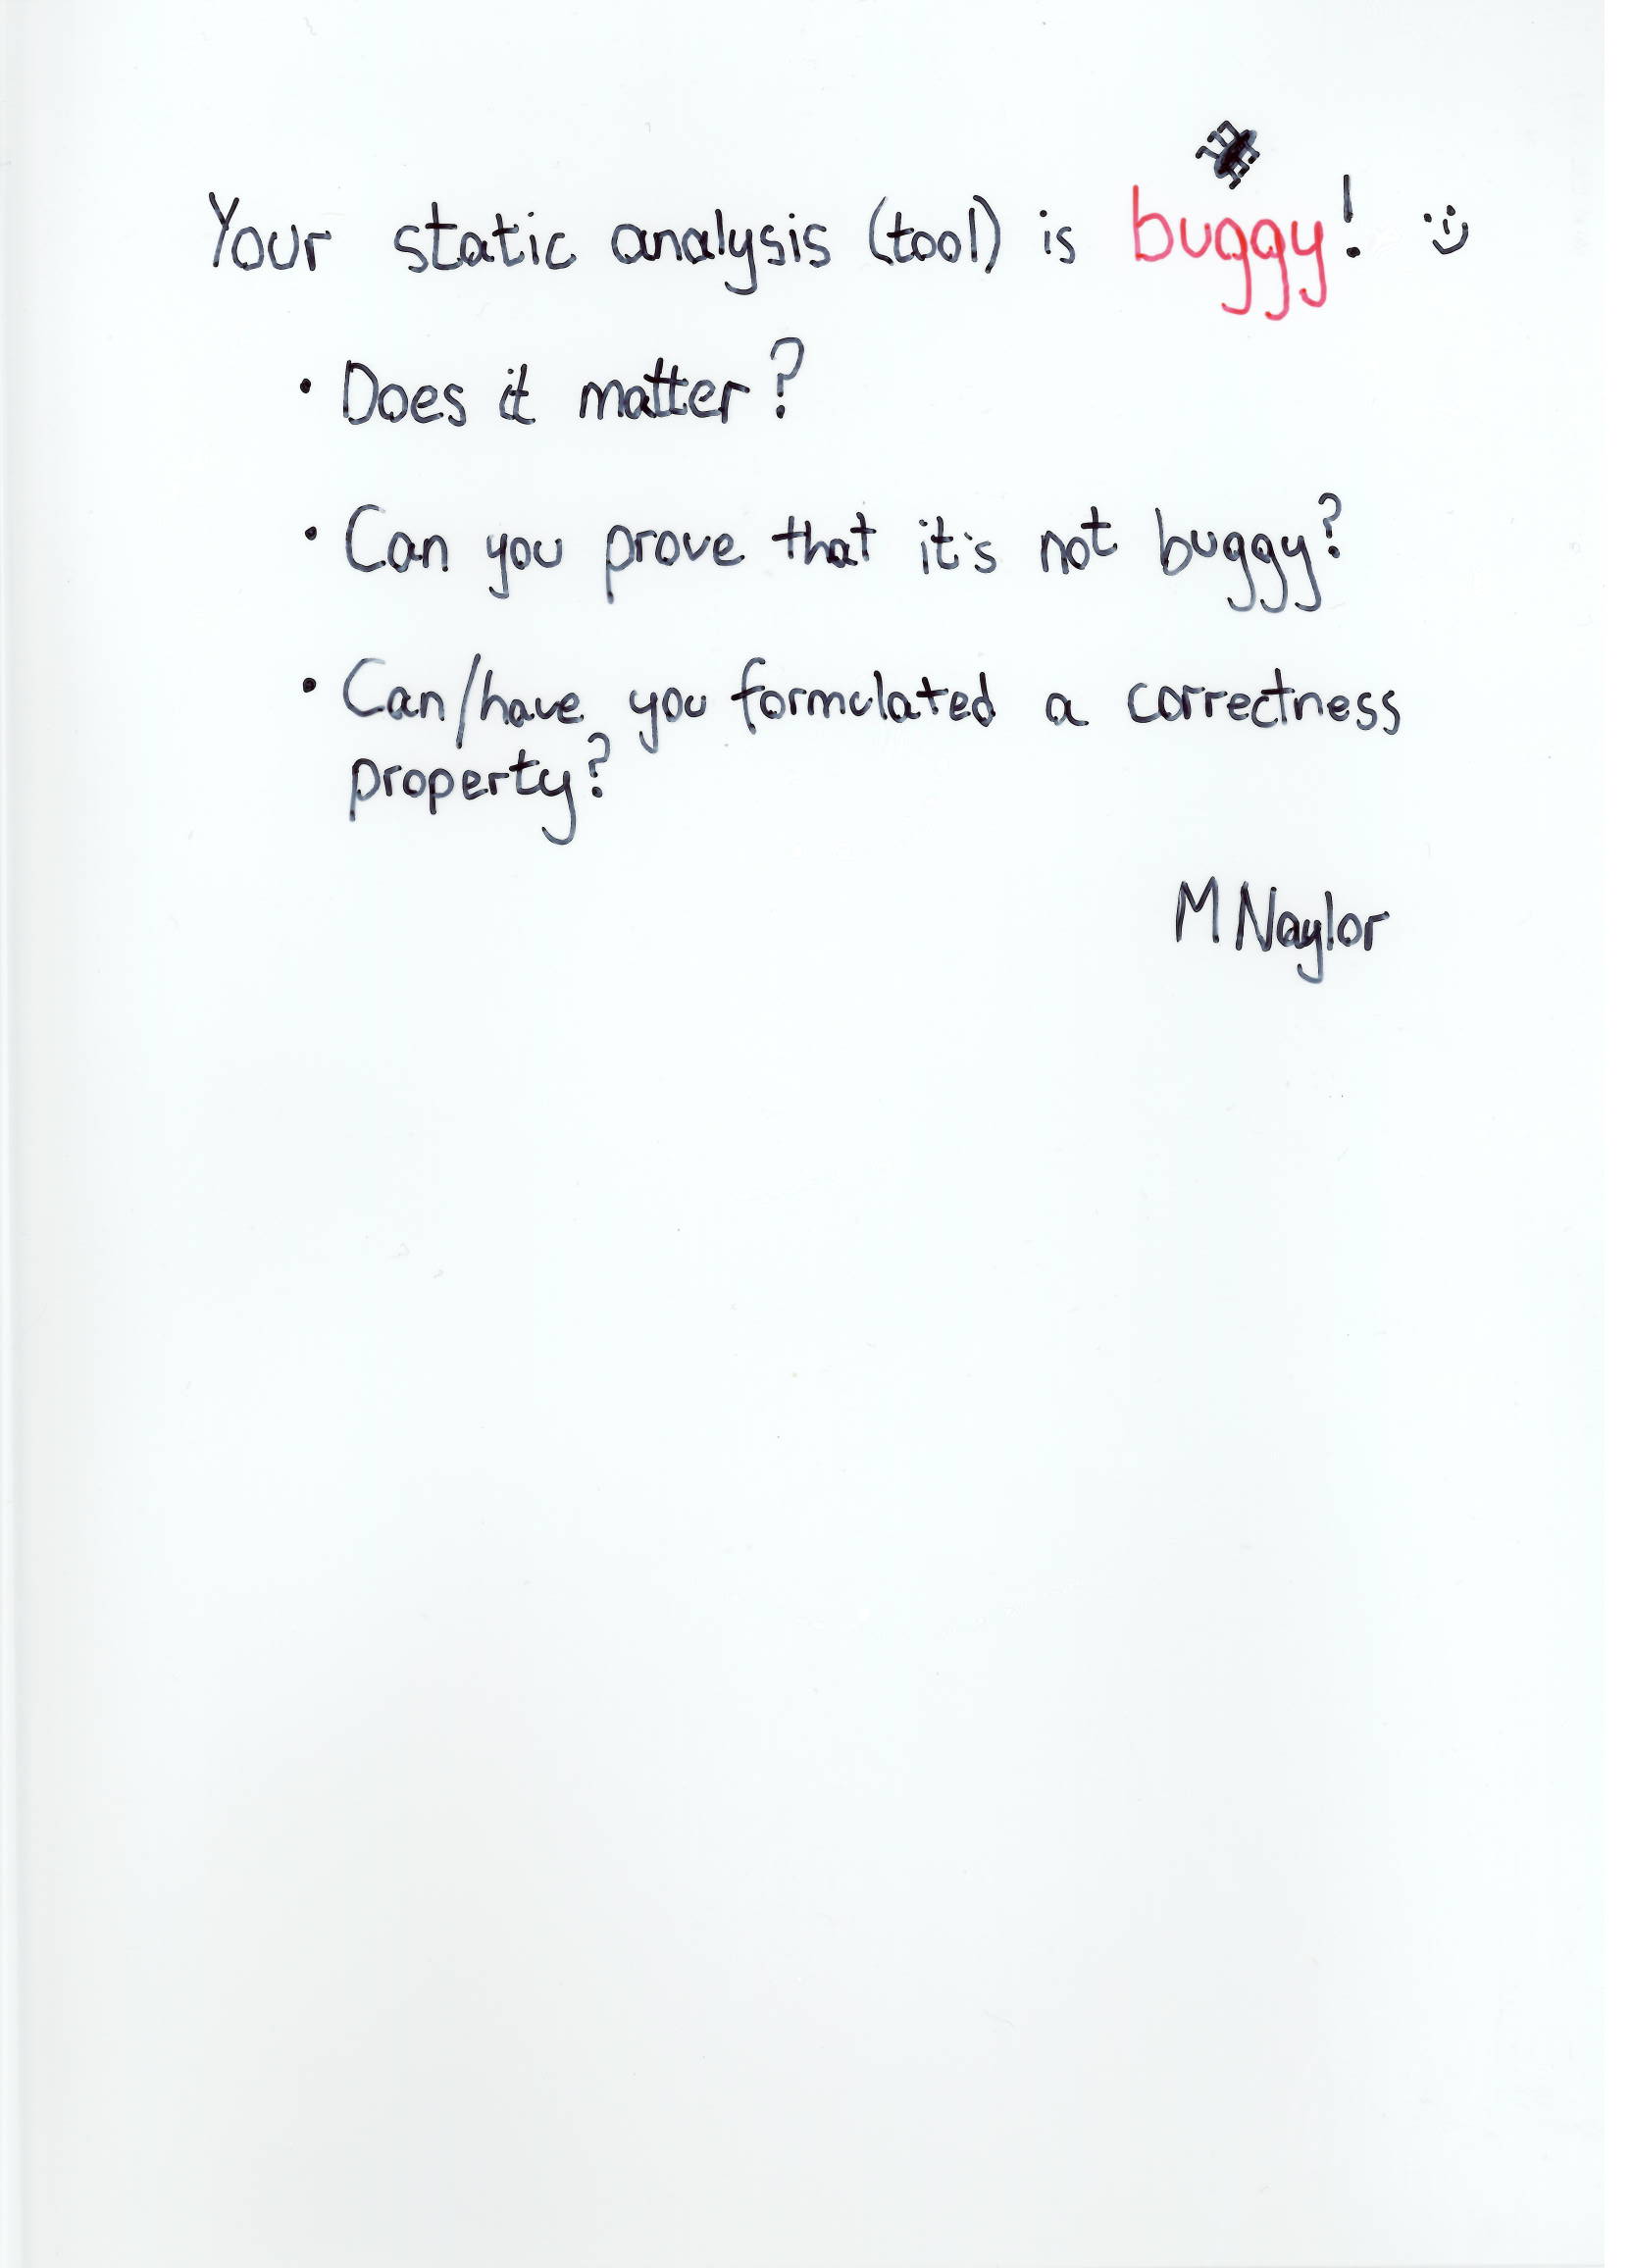 Your static analysis (tool) is buggy! :)
• Does it matter?
• Can you prove that it's not buggy?
• Can/have you formulated a correctness
property?
M Naylor